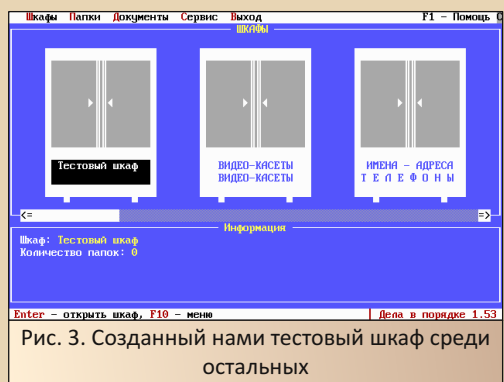 Шкафы Папки Документы Сервис Выход F1 - Помощь С
ШКАФЫ
Тестовый шкаф
ВИДЕО-КАСЕТЫ
ВИДЕО-КАСЕТЫ
ИМЕНА - АДРЕСА
Т Е Л Е Ф О Н Ы
<= =>
Информация
Шкаф: Тестовый шкаф
Количество папок: 0
Enter - открыть шкаф, F10 - меню Дела в порядке 1.53
Рис. 3. Созданный нами тестовый шкаф среди
остальных